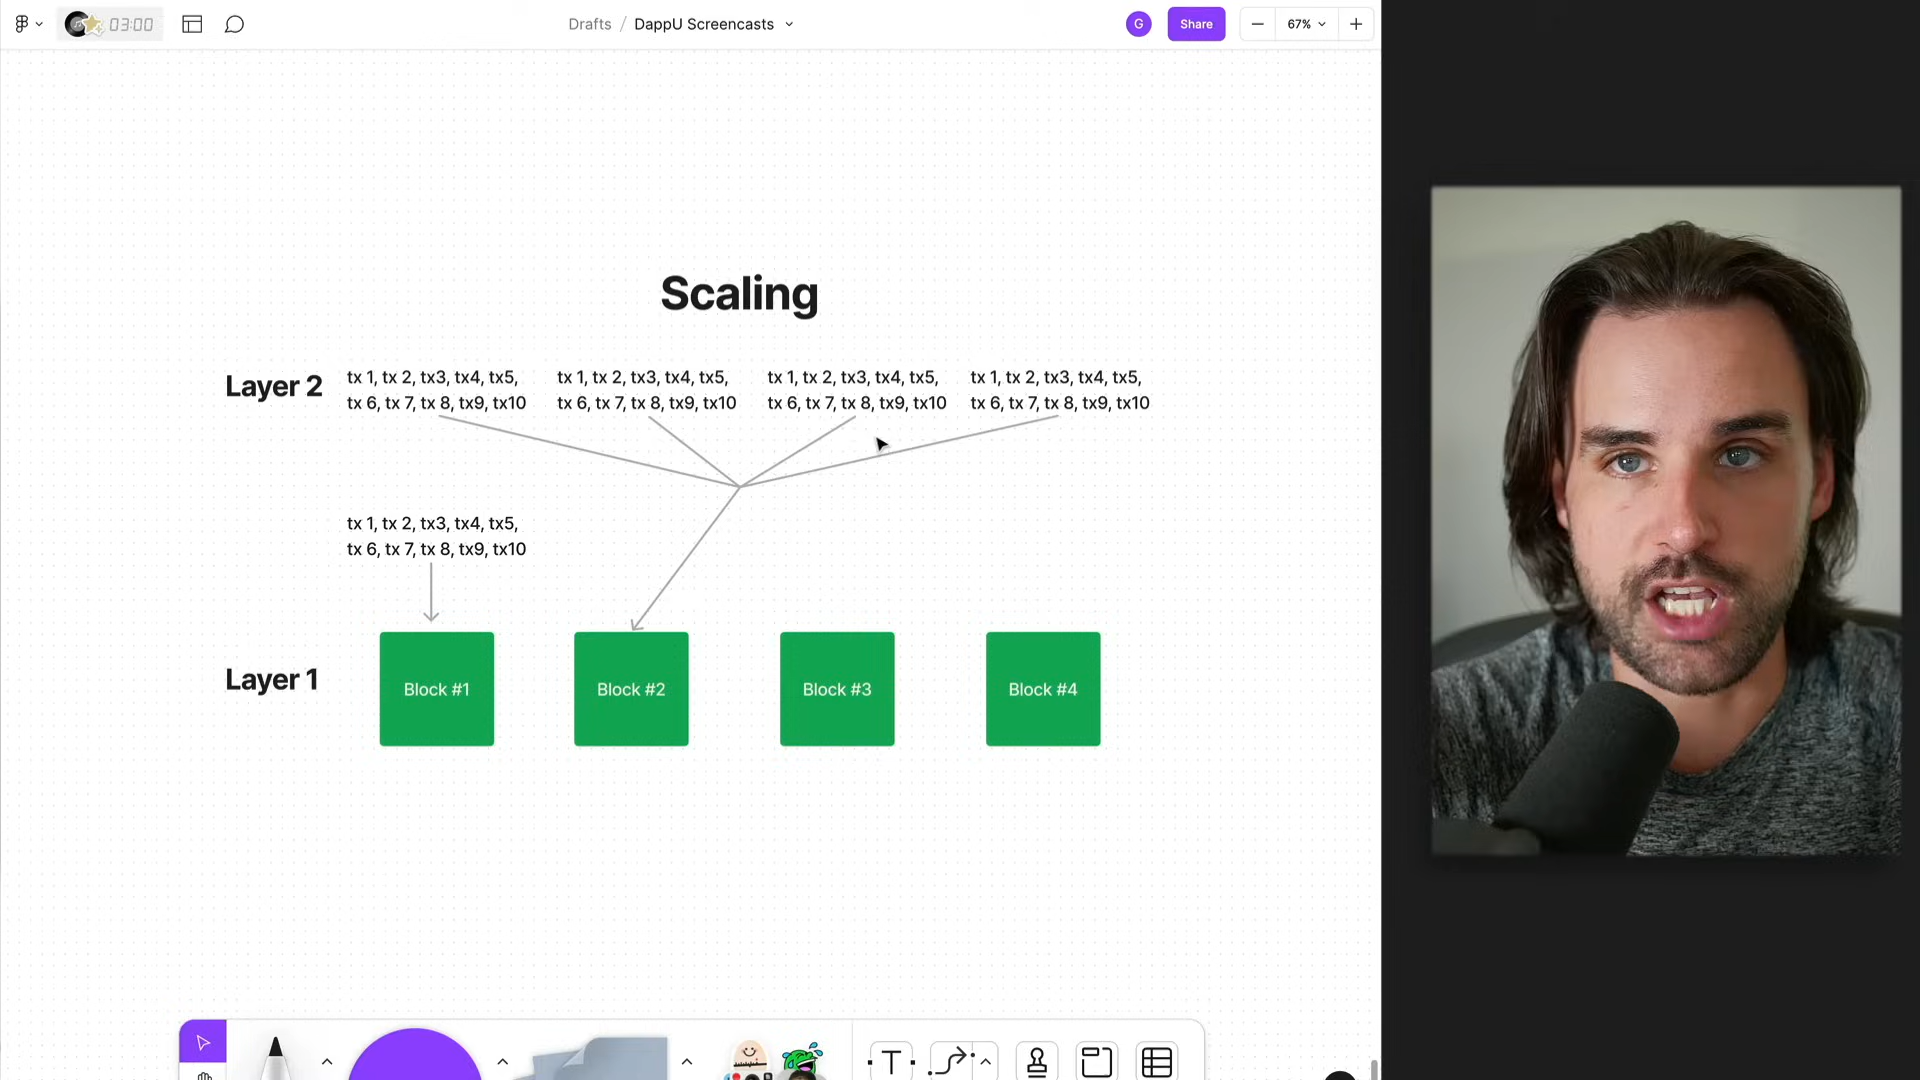 03:00
Drafts / DappU Screencasts
G
Share
67%
Scaling
Layer 2
tx 1, tx 2, tx3, tx4, tx5,
tx 6, tx 7, tx 8, tx9, tx10
tx 1, tx 2, tx3, tx4, tx5,
tx 6, tx 7, tx 8, tx9, tx10
tx 1, tx 2, tx3, tx4, tx5,
tx 6, tx 7, tx 8, tx9, tx10
tx 1, tx 2, tx3, tx4, tx5,
tx 6, tx 7, tx 8, tx9, tx10
tx 1, tx 2, tx3, tx4, tx5,
tx 6, tx 7, tx 8, tx9, tx10
Layer 1
Block #1
Block #2
Block #3
Block #4
T